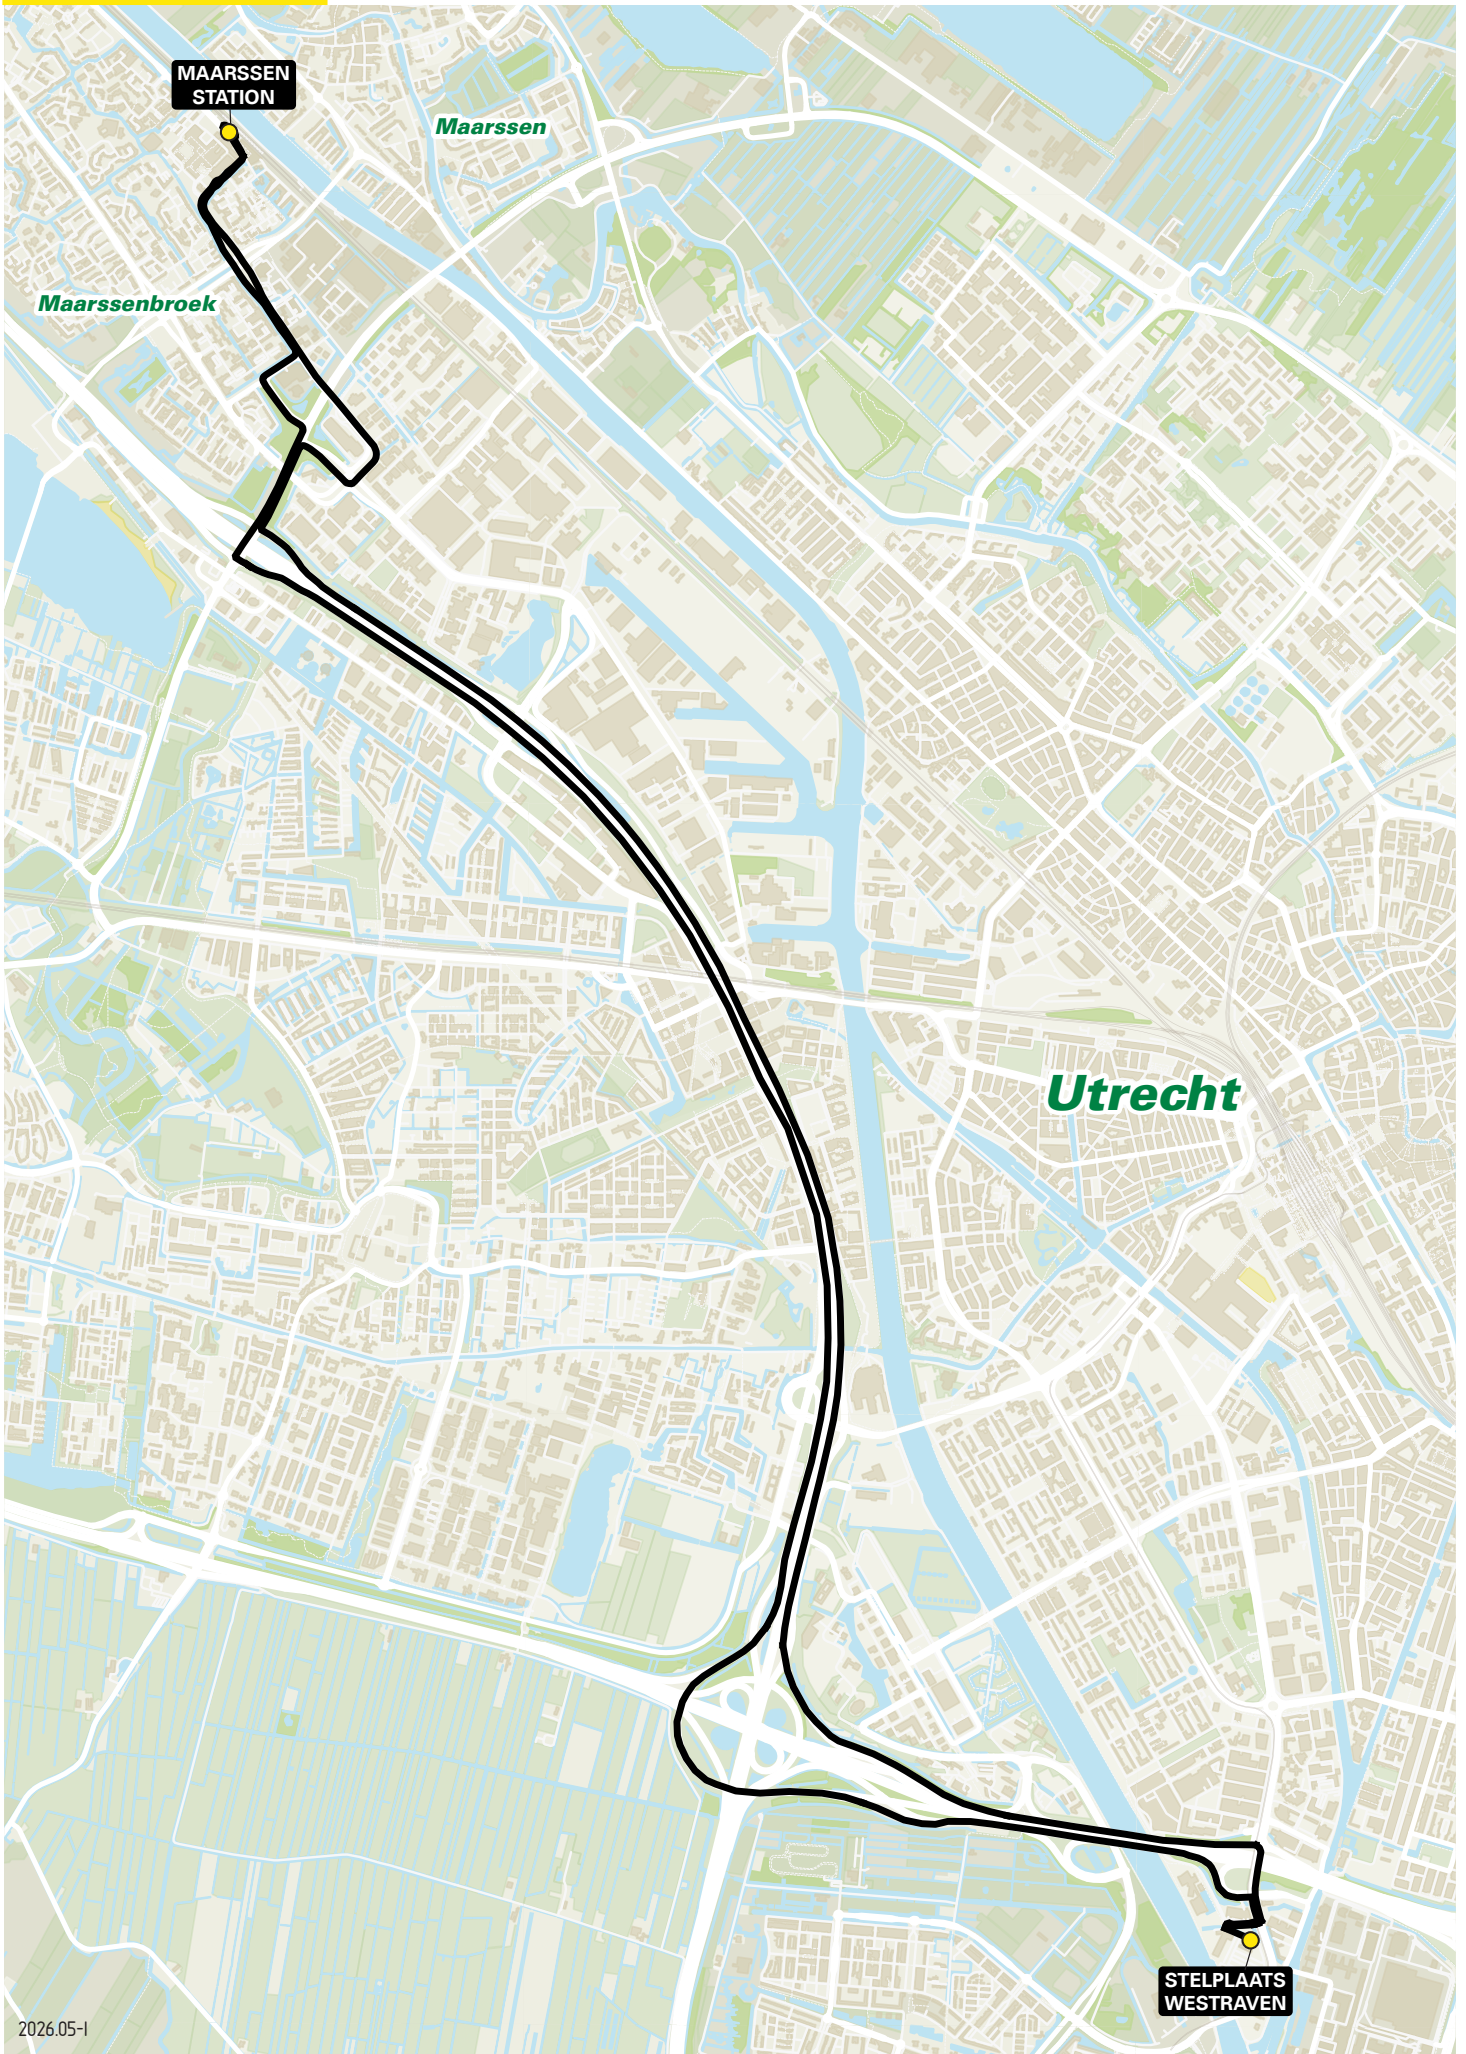 MAARSSEN
STATION
Maarssen
Maarssenbroek
Utrecht
STELPLAATS
WESTRAVEN
2026.05-I